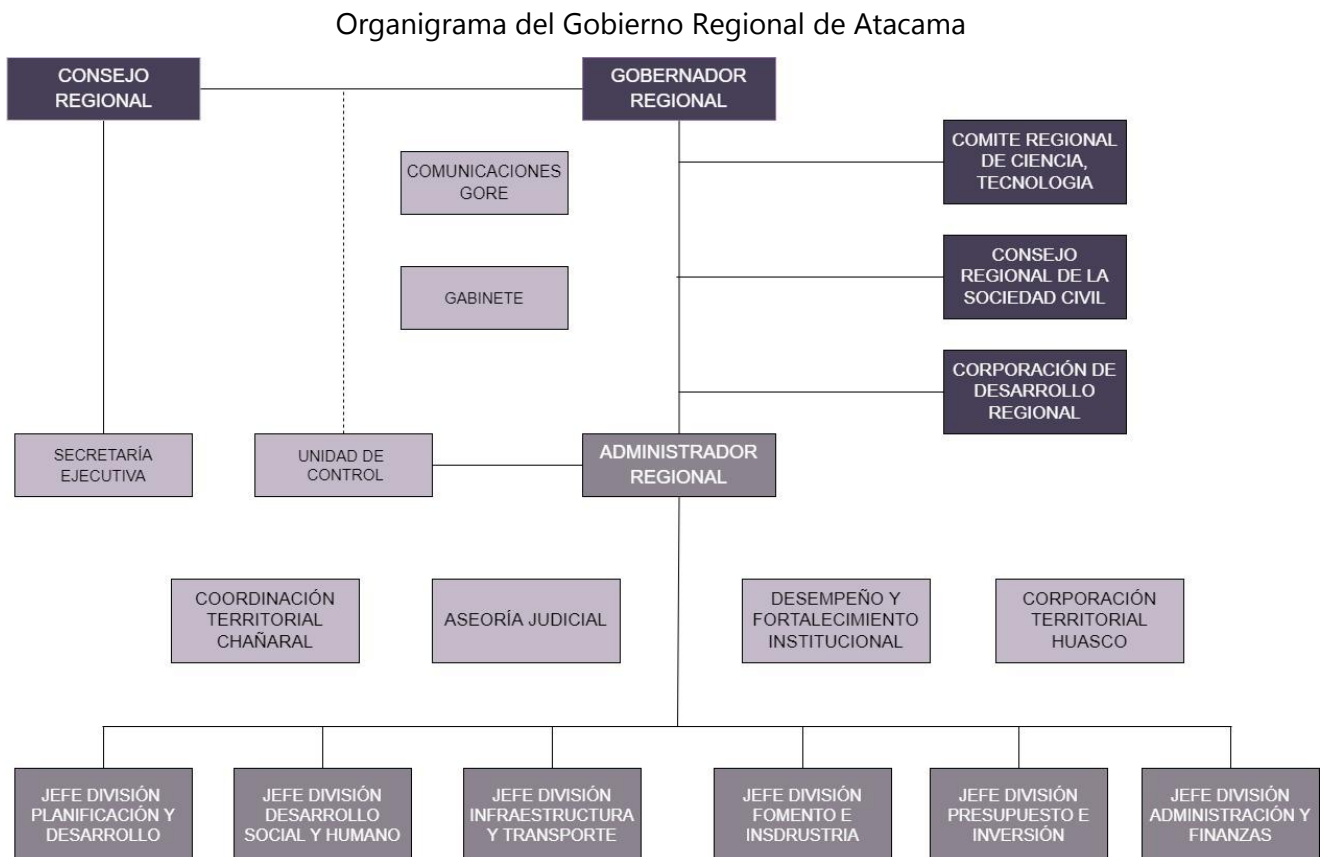 Organigrama del Gobierno Regional de Atacama
CONSEJO
REGIONAL
GOBERNADOR
REGIONAL
COMITE REGIONAL
DE CIENCIA,
TECNOLOGIA
COMUNICACIONES
GORE
CONSEJO
REGIONAL DE LA
SOCIEDAD CIVIL
GABINETE
CORPORACIÓN DE
DESARROLLO
REGIONAL
SECRETARÍA
EJECUTIVA
UNIDAD DE
CONTROL
ADMINISTRADOR
REGIONAL
COORDINACIÓN
TERRITORIAL
CHAÑARAL
ASEORÍA JUDICIAL
DESEMPEÑO Y
FORTALECIMIENTO
INSTITUCIONAL
CORPORACIÓN
TERRITORIAL
HUASCO
JEFE DIVISIÓN
PLANIFICACIÓN Y
DESARROLLO
JEFE DIVISIÓN
DESARROLLO
SOCIAL Y HUMANO
JEFE DIVISIÓN
INFRAESTRUCTURA
Y TRANSPORTE
JEFE DIVISIÓN
FOMENTO E
INSDRUSTRIA
JEFE DIVISIÓN
PRESUPUESTO E
INVERSIÓN
JEFE DIVISIÓN
ADMINISTRACIÓN Y
FINANZAS